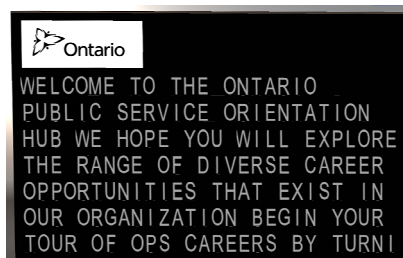 Ontario
WELCOME TO THE ONTARIO
PUBLIC SERVICE ORIENTATION
HUB WE HOPE YOU WILL EXPLORE
THE RANGE OF DIVERSE CAREER
OPPORTUNITIES THAT EXIST IN
OUR ORGANIZATION BEGIN YOUR
TOUR OF OPS CAREERS BY TURNI